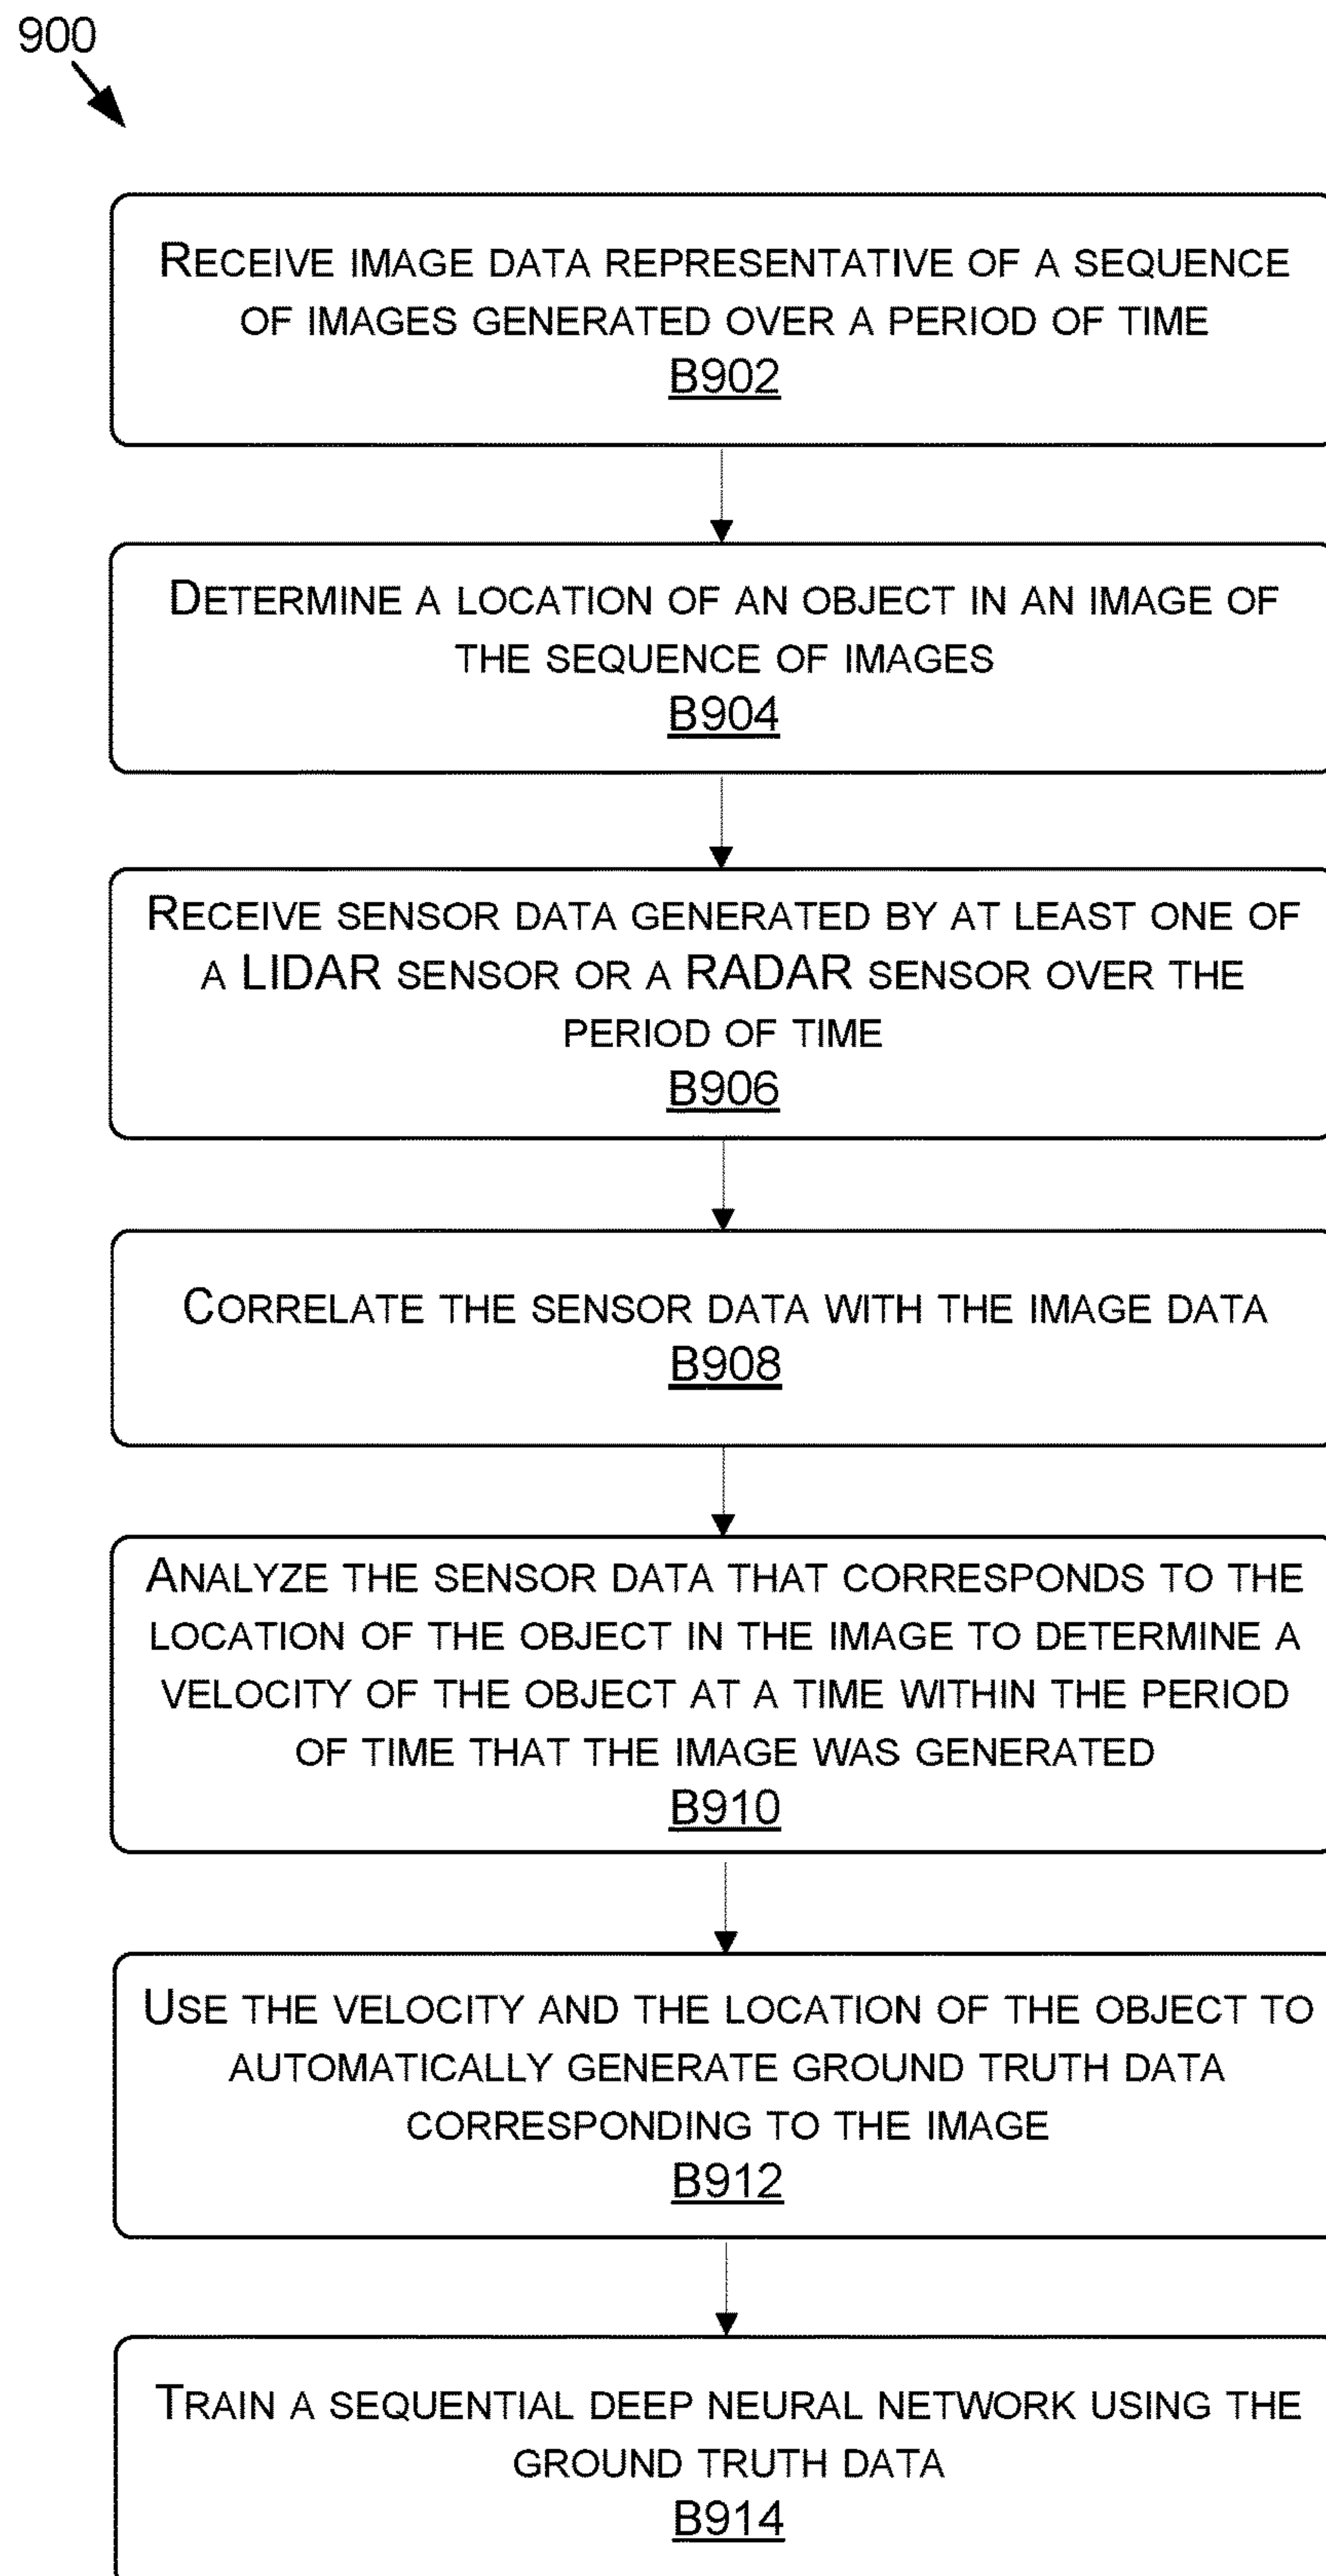 900
RECEIVE IMAGE DATA REPRESENTATIVE OF A SEQUENCE
OF IMAGES GENERATED OVER A PERIOD OF TIME
B902
DETERMINE A LOCATION OF AN OBJECT IN AN IMAGE OF
THE SEQUENCE OF IMAGES
B904
RECEIVE SENSOR DATA GENERATED BY AT LEAST ONE OF
A LIDAR SENSOR OR A RADAR SENSOR OVER THE
PERIOD OF TIME
B906
CORRELATE THE SENSOR DATA WITH THE IMAGE DATA
B908
ANALYZE THE SENSOR DATA THAT CORRESPONDS TO THE
LOCATION OF THE OBJECT IN THE IMAGE TO DETERMINE A
VELOCITY OF THE OBJECT AT A TIME WITHIN THE PERIOD
OF TIME THAT THE IMAGE WAS GENERATED
B910
USE THE VELOCITY AND THE LOCATION OF THE OBJECT TO
AUTOMATICALLY GENERATE GROUND TRUTH DATA
CORRESPONDING TO THE IMAGE
B912
TRAIN A SEQUENTIAL DEEP NEURAL NETWORK USING THE
GROUND TRUTH DATA
B914